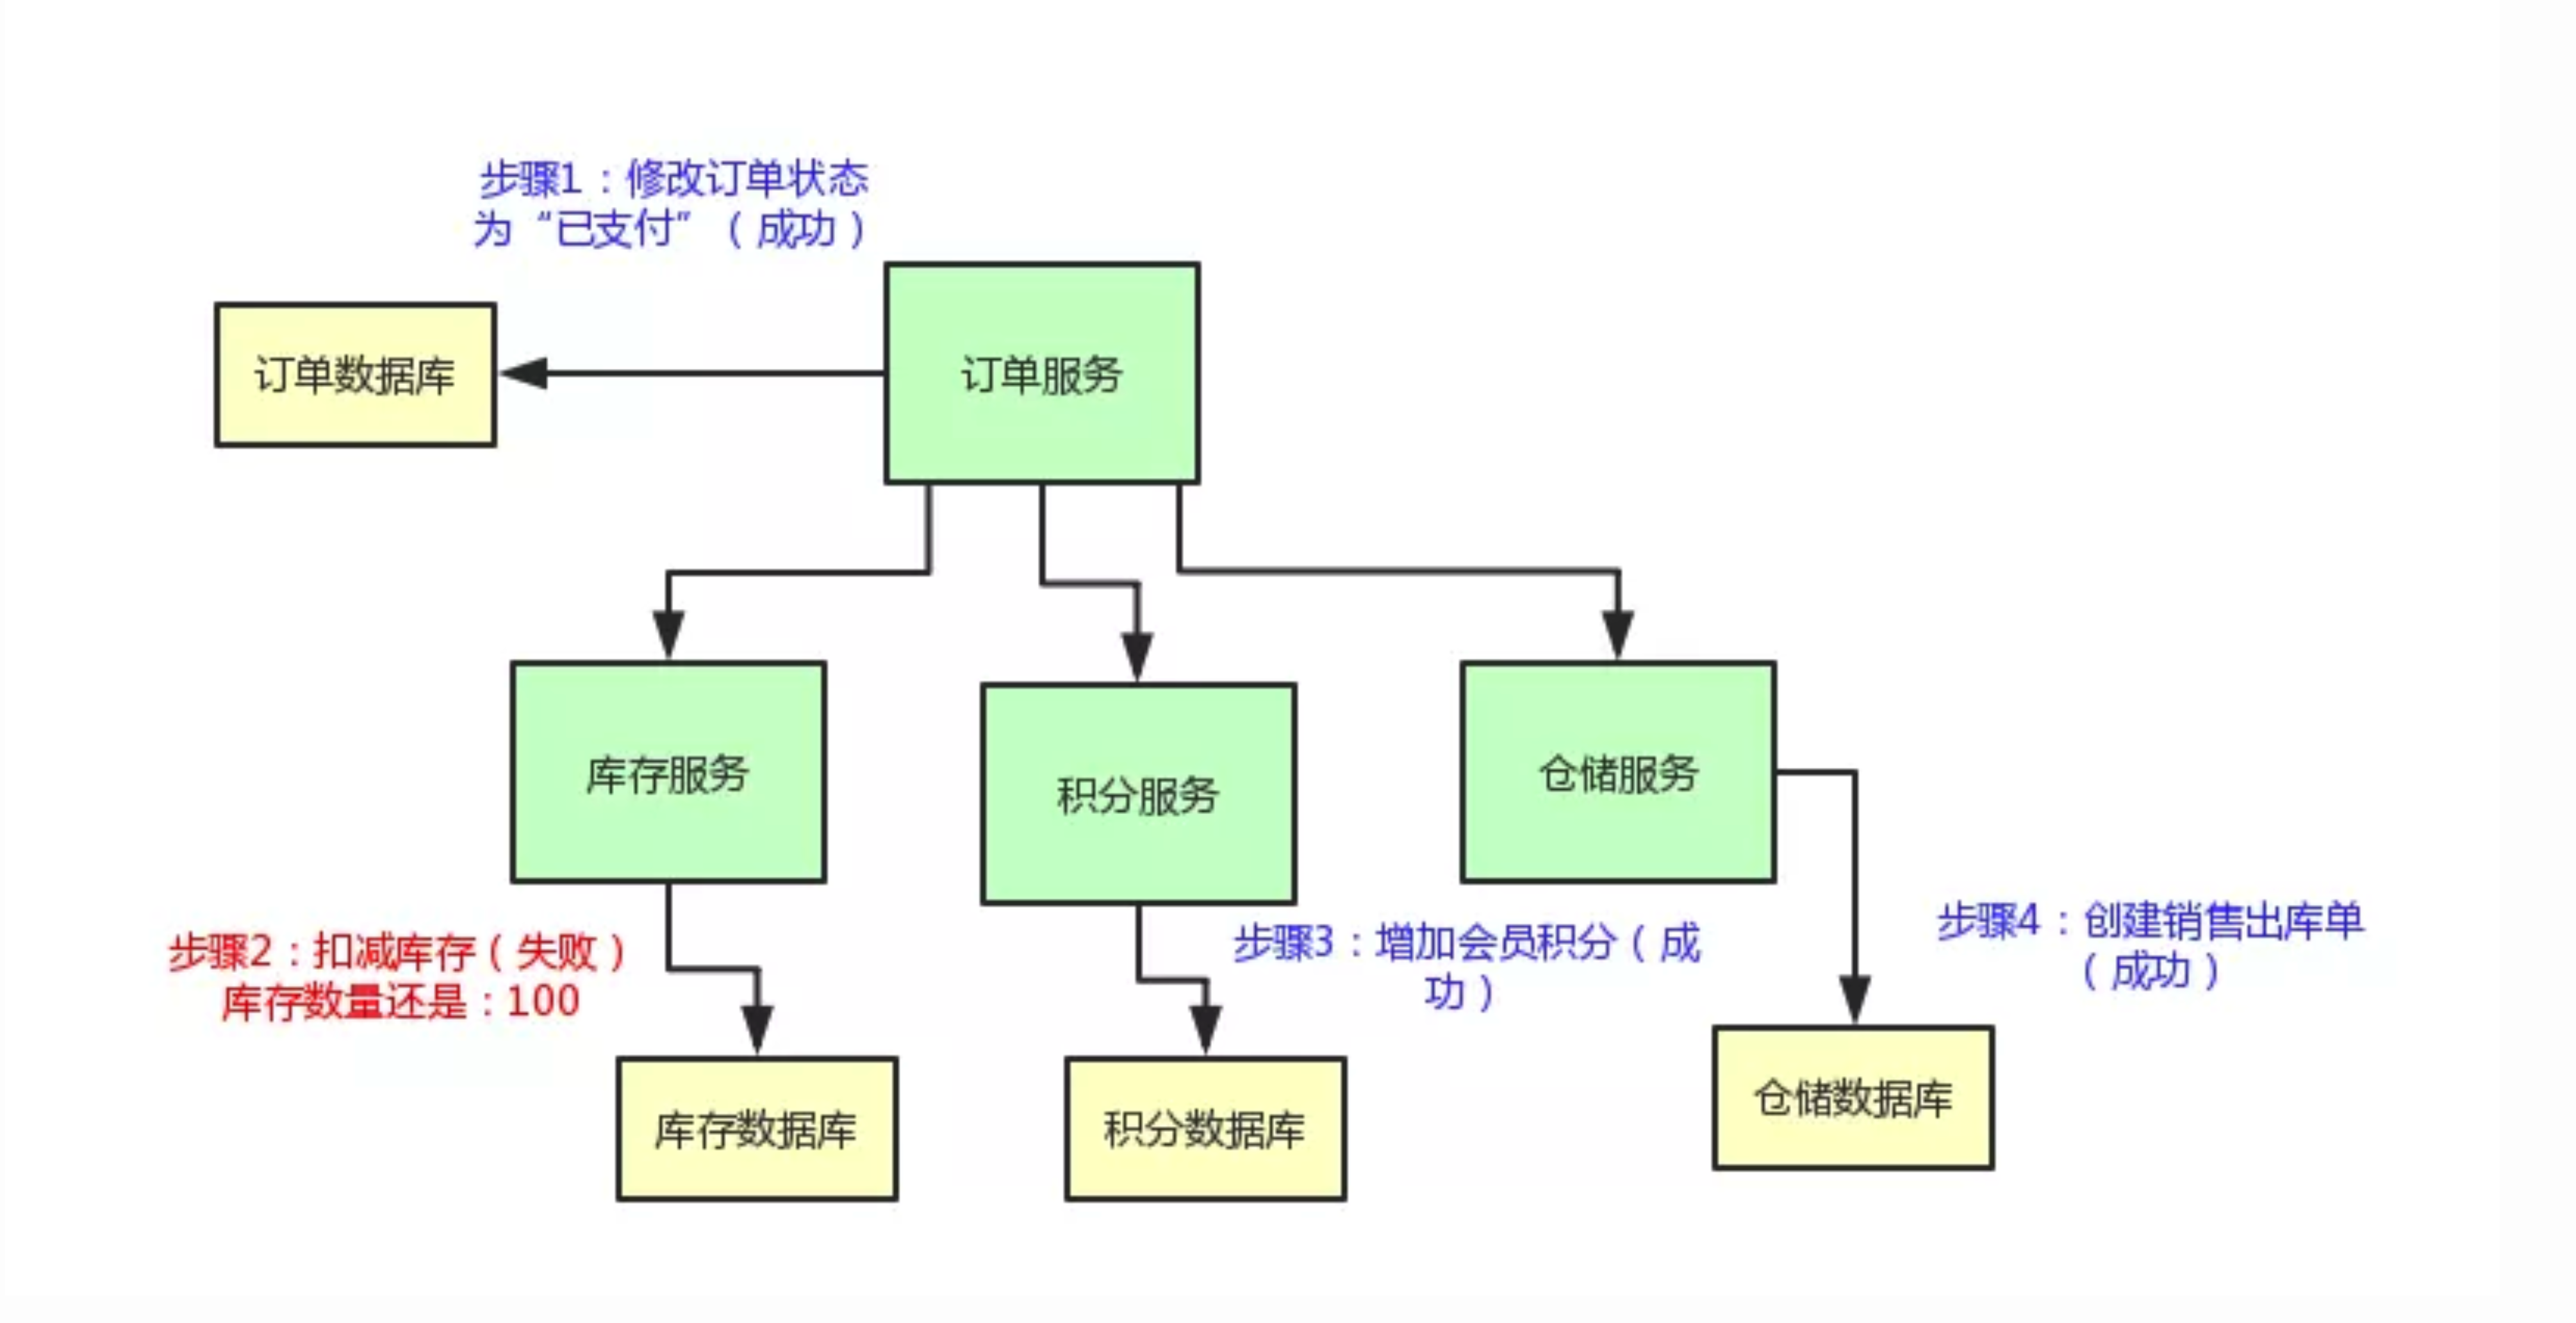 步骤1：修改订单状态
为“已支付”（成功）
订单数据库
订单服务
库存服务
积分服务
仓储服务
步骤2：扣减库存（失败）
库存数量还是：100
步骤3：增加会员积分（成
功）
步骤4：创建销售出库单
（成功）
库存数据库
积分数据库
仓储数据库